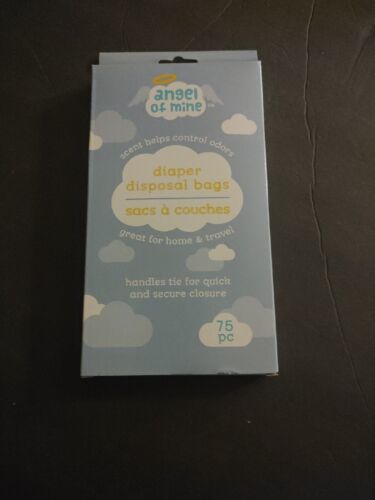 angel
of mine
scent helps control odors
diaper
disposal bags
sacs à couches
great for home & travel
handles tie for quick
and secure closure
75
pc